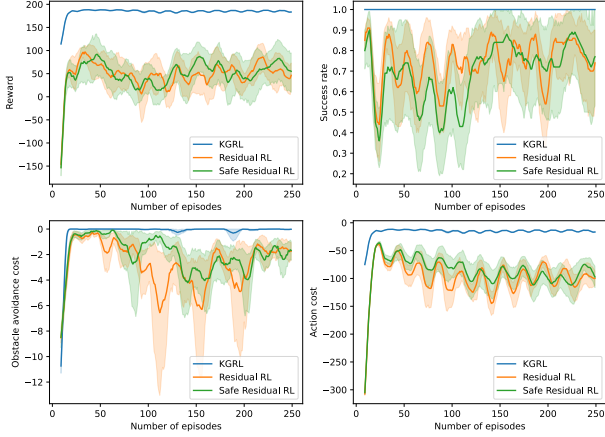 200
150
100
50
0
−50
−100
−150
Reward
0
50
100
150
200
250
Number of episodes
KGRL
Residual RL
Safe Residual RL
1.0
0.9
0.8
0.7
0.6
0.5
0.4
0.3
0.2
Success rate
0
50
100
150
200
250
Number of episodes
KGRL
Residual RL
Safe Residual RL
0
−2
−4
−6
−8
−10
−12
Obstacle avoidance cost
0
50
100
150
200
250
Number of episodes
KGRL
Residual RL
Safe Residual RL
0
−50
−100
−150
−200
−250
−300
Action cost
0
50
100
150
200
250
Number of episodes
KGRL
Residual RL
Safe Residual RL